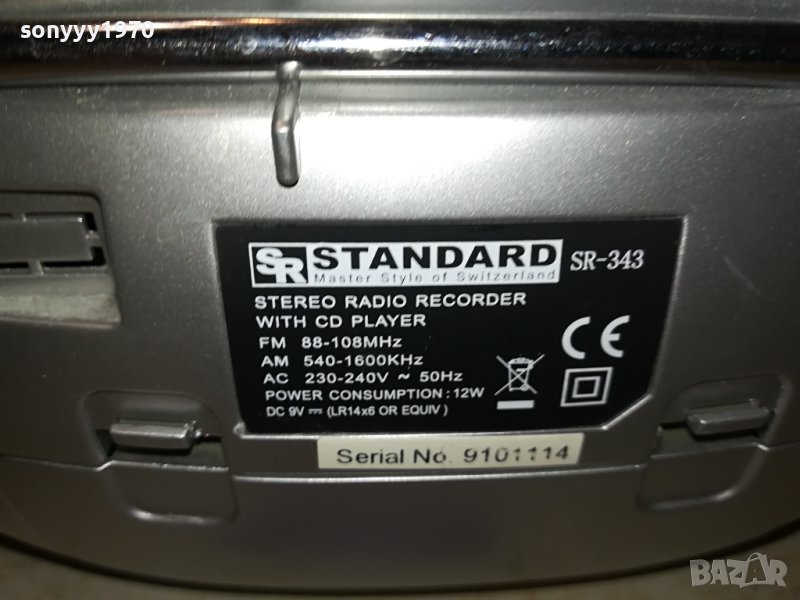 sonyyy1970
SR STANDARD SR-343
Master Style of Switzerland
STEREO RADIO RECORDER
WITH CD PLAYER
FM 88-108MHz
AM 540-1600KHz
AC 230-240V ~ 50Hz
POWER CONSUMPTION : 12W
DC 9V ⎓ (LR14x6 OR EQUIV )
CE
Serial No. 9101114
BAZAR